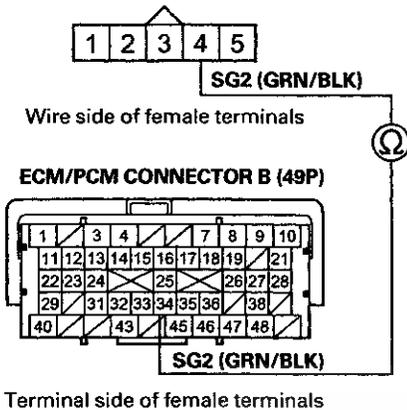 1 2 3 4 5
SG2 (GRN/BLK)
Wire side of female terminals
Ω
ECM/PCM CONNECTOR B (49P)
1 3 4 7 8 9 10
11 12 13 14 15 16 17 18 19 21
22 23 24 25 26 27 28
29 31 32 33 34 35 36 38
40 43 45 46 47 48
SG2 (GRN/BLK)
Terminal side of female terminals